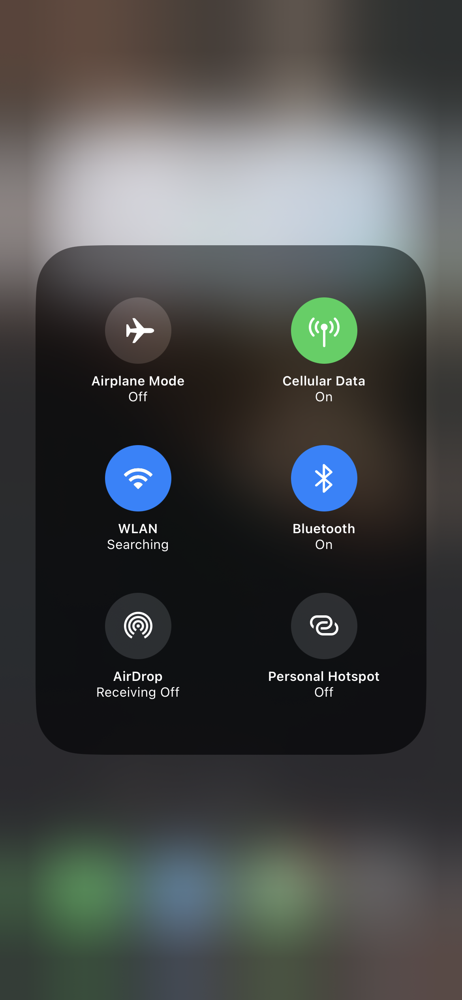 Airplane Mode
Off
Cellular Data
On
WLAN
Searching
Bluetooth
On
AirDrop
Receiving Off
Personal Hotspot
Off